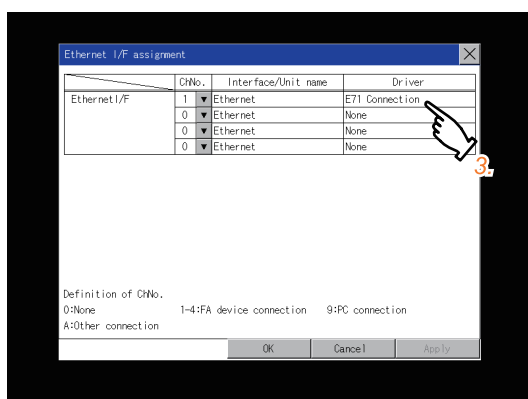 Ethernet I/F assignment
ChNo. Interface/Unit name Driver
EthernetI/F 1 ▼ Ethernet E71 Connection
0 ▼ Ethernet None
0 ▼ Ethernet None
0 ▼ Ethernet None
3.
Definition of ChNo.
0:None 1-4:FA device connection 9:PC connection
A:Other connection
OK Cancel Apply